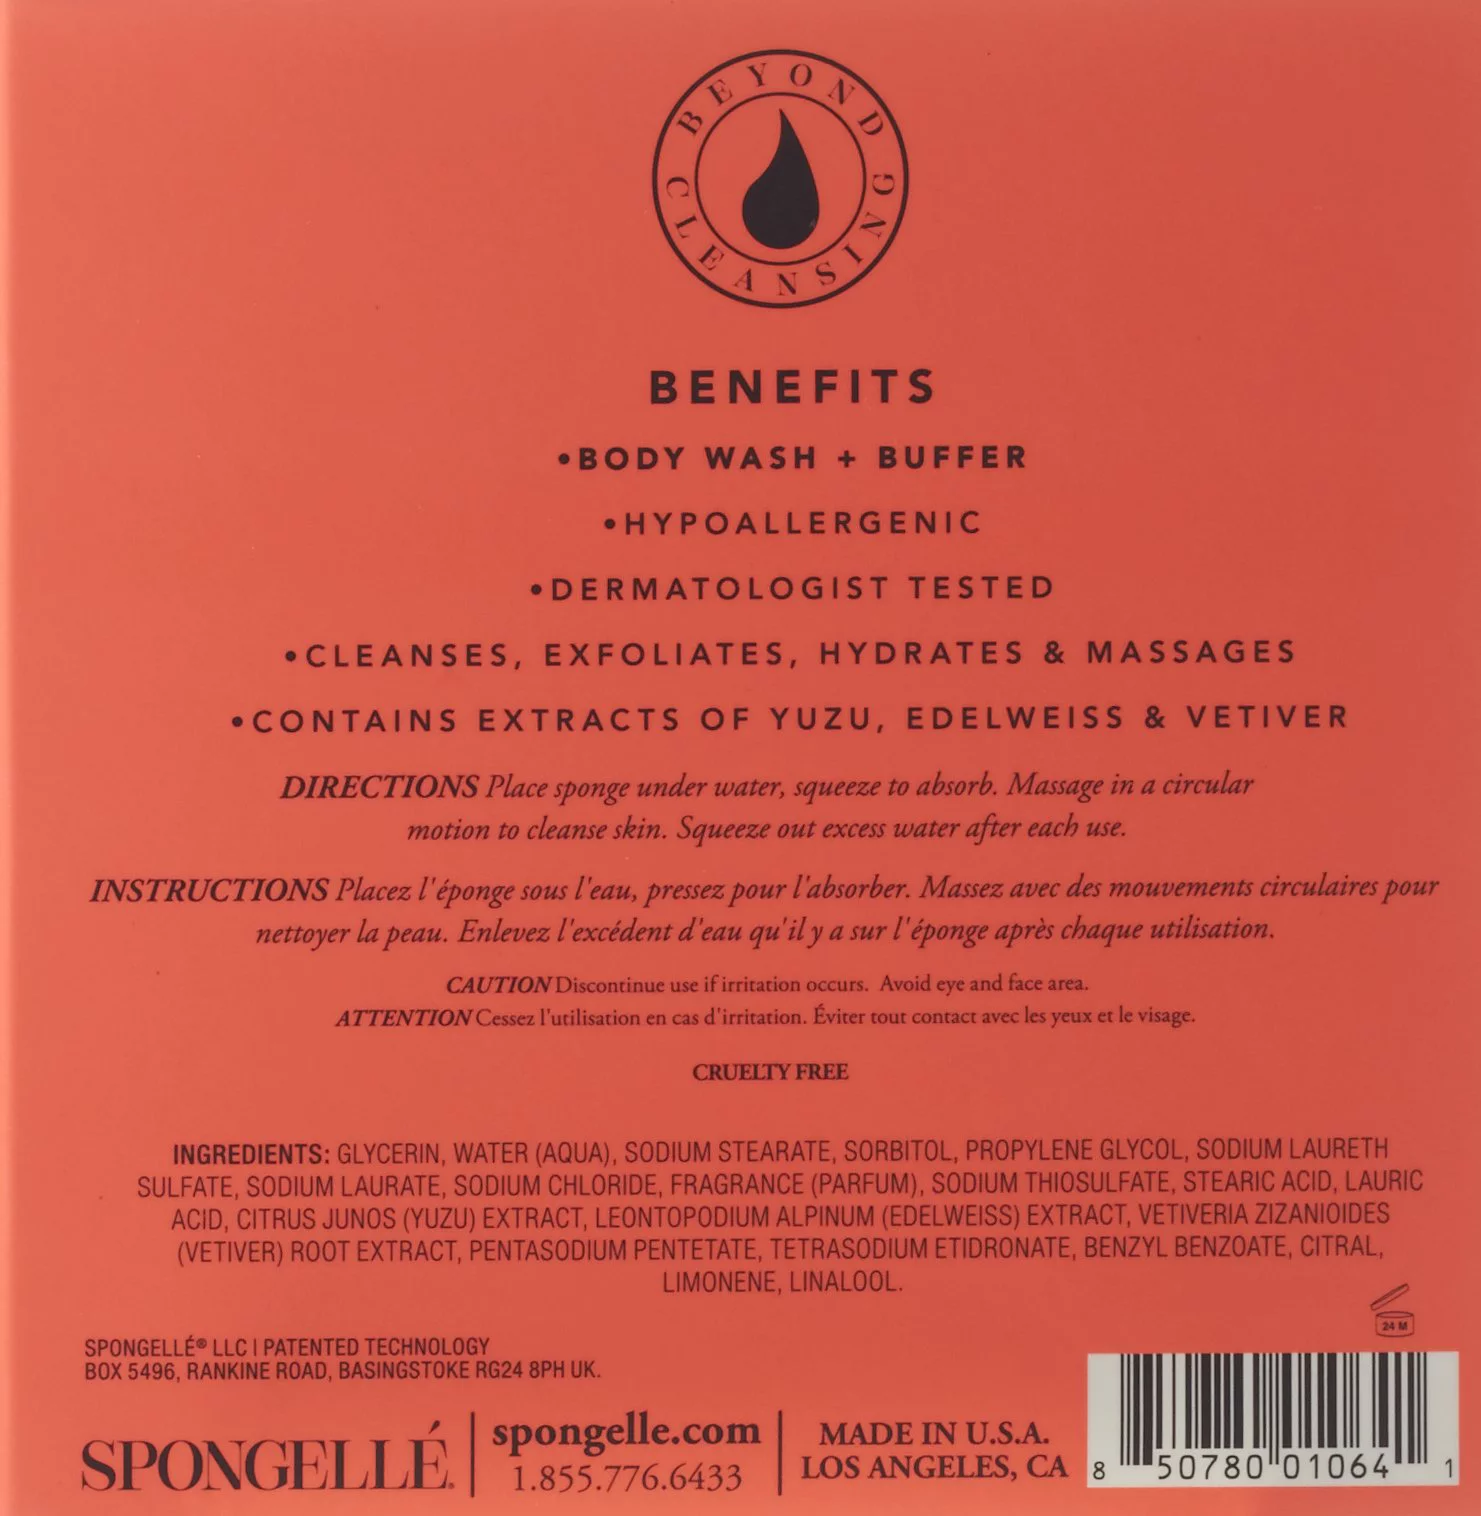 BEYOND CLEANSING
BENEFITS
•BODY WASH + BUFFER
•HYPOALLERGENIC
•DERMATOLOGIST TESTED
•CLEANSES, EXFOLIATES, HYDRATES & MASSAGES
•CONTAINS EXTRACTS OF YUZU, EDELWEISS & VETIVER
DIRECTIONS Place sponge under water, squeeze to absorb. Massage in a circular
motion to cleanse skin. Squeeze out excess water after each use.
INSTRUCTIONS Placez l'éponge sous l'eau, pressez pour l'absorber. Massez avec des mouvements circulaires pour
nettoyer la peau. Enlevez l'excédent d'eau qu'il y a sur l'éponge après chaque utilisation.
CAUTION Discontinue use if irritation occurs. Avoid eye and face area.
ATTENTION Cessez l'utilisation en cas d'irritation. Éviter tout contact avec les yeux et le visage.
CRUELTY FREE
INGREDIENTS: GLYCERIN, WATER (AQUA), SODIUM STEARATE, SORBITOL, PROPYLENE GLYCOL, SODIUM LAURETH
SULFATE, SODIUM LAURATE, SODIUM CHLORIDE, FRAGRANCE (PARFUM), SODIUM THIOSULFATE, STEARIC ACID, LAURIC
ACID, CITRUS JUNOS (YUZU) EXTRACT, LEONTOPODIUM ALPINUM (EDELWEISS) EXTRACT, VETIVERIA ZIZANIOIDES
(VETIVER) ROOT EXTRACT, PENTASODIUM PENTETATE, TETRASODIUM ETIDRONATE, BENZYL BENZOATE, CITRAL,
LIMONENE, LINALOOL.
24 M
SPONGELLÉ® LLC | PATENTED TECHNOLOGY
BOX 5496, RANKINE ROAD, BASINGSTOKE RG24 8PH UK.
SPONGELLÉ.
spongelle.com
1.855.776.6433
MADE IN U.S.A.
LOS ANGELES, CA
8 50780 01064 1